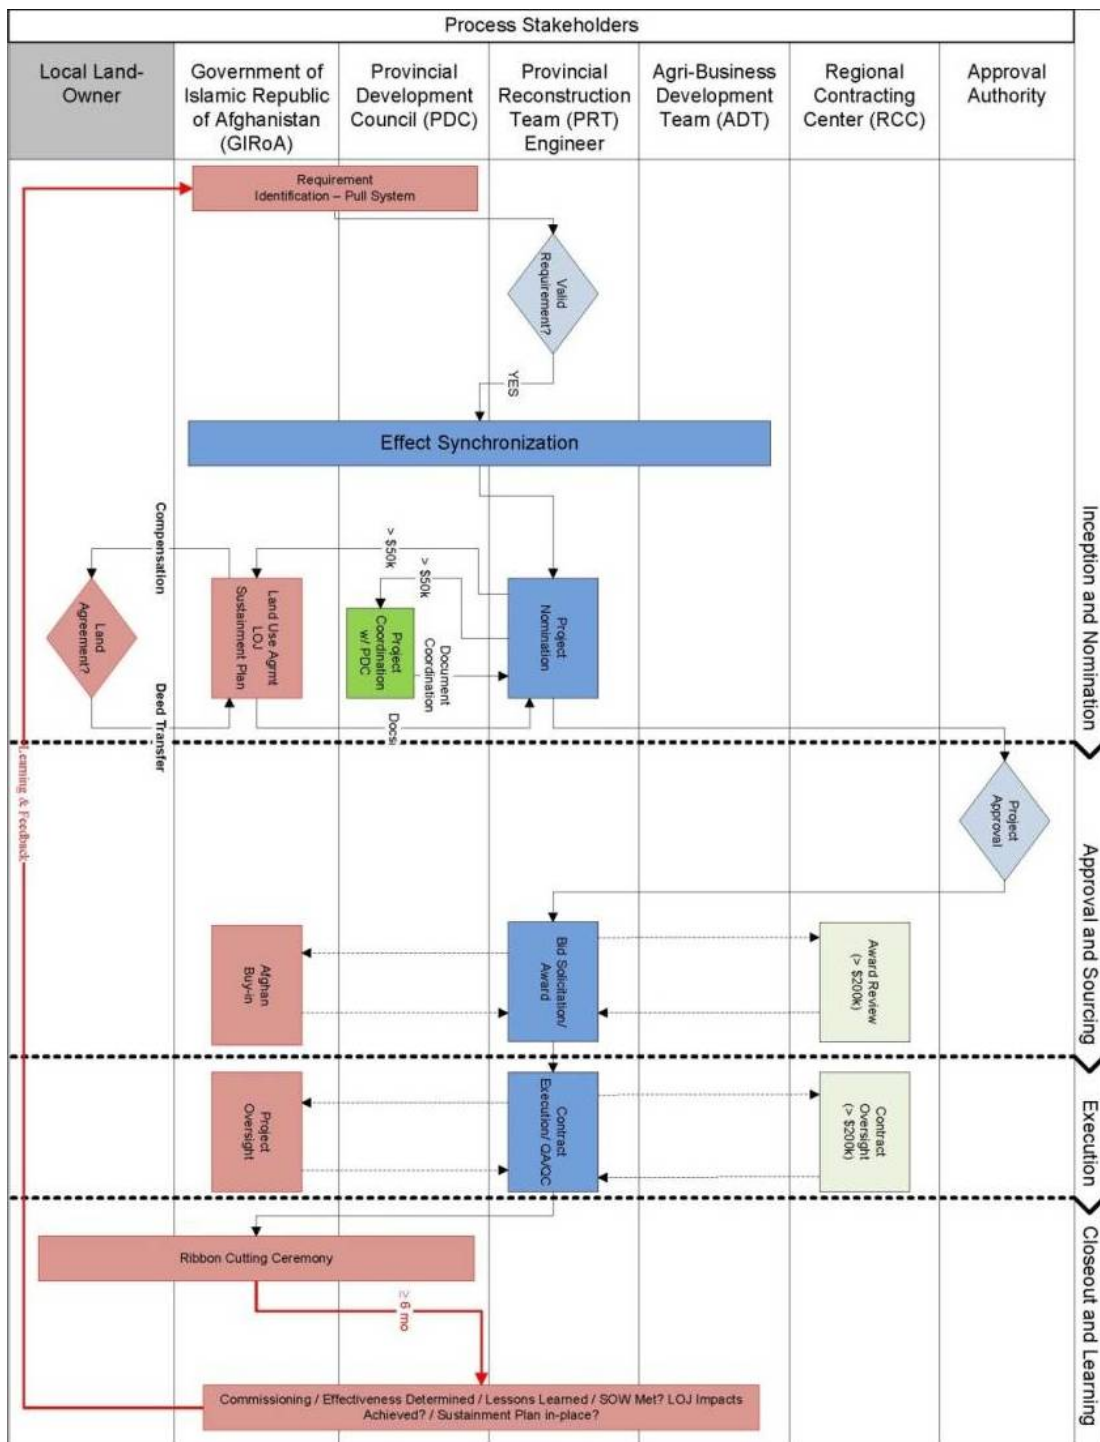 Process Stakeholders
Local Land-
Owner
Government of
Islamic Republic
of Afghanistan
(GIRoA)
Provincial
Development
Council (PDC)
Provincial
Reconstruction
Team (PRT)
Engineer
Agri-Business
Development
Team (ADT)
Regional
Contracting
Center (RCC)
Approval
Authority
Inception and Nomination
Requirement
Identification – Pull System
Valid
Requirement?
YES
Effect Synchronization
Compensation
> $50k
> $50k
Land
Agreement?
Land Use Agrmt
LOJ
Sustainment Plan
Project
Coordination
w/ PDC
Document
Coordination
Project
Nomination
Deed Transfer
Docs
Learning & Feedback
Approval and Sourcing
Project
Approval
Afghan
Buy-in
Bid Solicitation/
Award
Award Review
(> $200k)
Execution
Project
Oversight
Contract
Execution/ QA/QC
Contract
Oversight
(> $200k)
Closeout and Learning
Ribbon Cutting Ceremony
≥ 6 mo
Commissioning / Effectiveness Determined / Lessons Learned / SOW Met? LOJ Impacts
Achieved? / Sustainment Plan in-place?